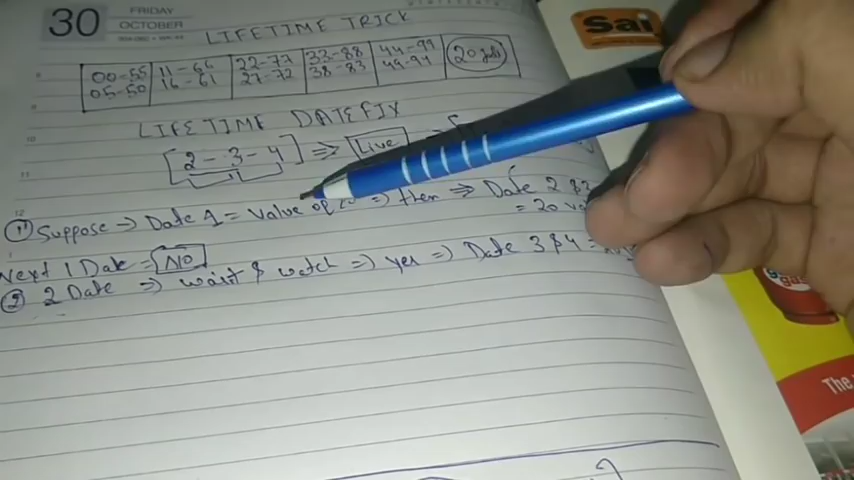 30
FRIDAY
OCTOBER
LIFETIME TRICK
00-55 11-66 22-77 33-88 44-99
05-50 16-61 27-72 38-83 49-94
20 Jodi
LIFETIME DATEFIX
[2-3-4] => Live
① Suppose → Date 1 = Value of => then => Date 2
= 20
Next 1 Date = NO
② 2 Date => wait & watch => yes => Date 3 & 4 =
Sai
The